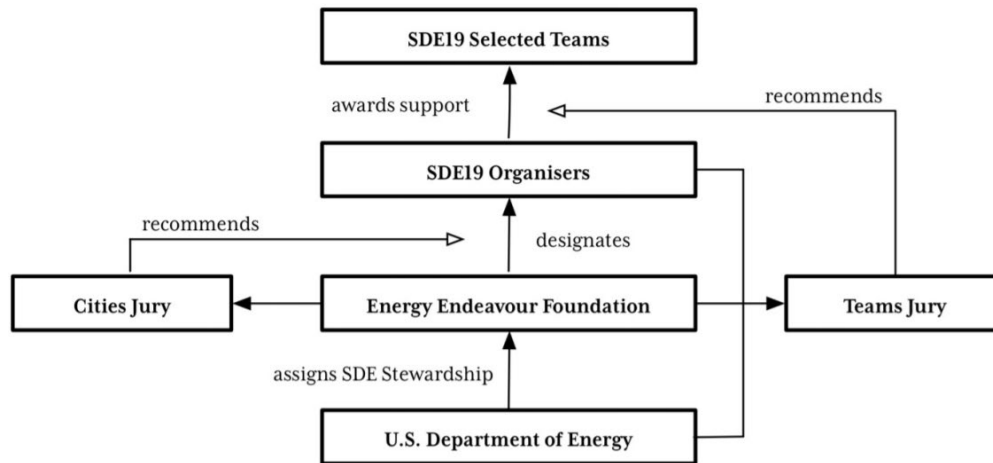 SDE19 Selected Teams
awards support
recommends
SDE19 Organisers
recommends
designates
Cities Jury
Energy Endeavour Foundation
Teams Jury
assigns SDE Stewardship
U.S. Department of Energy